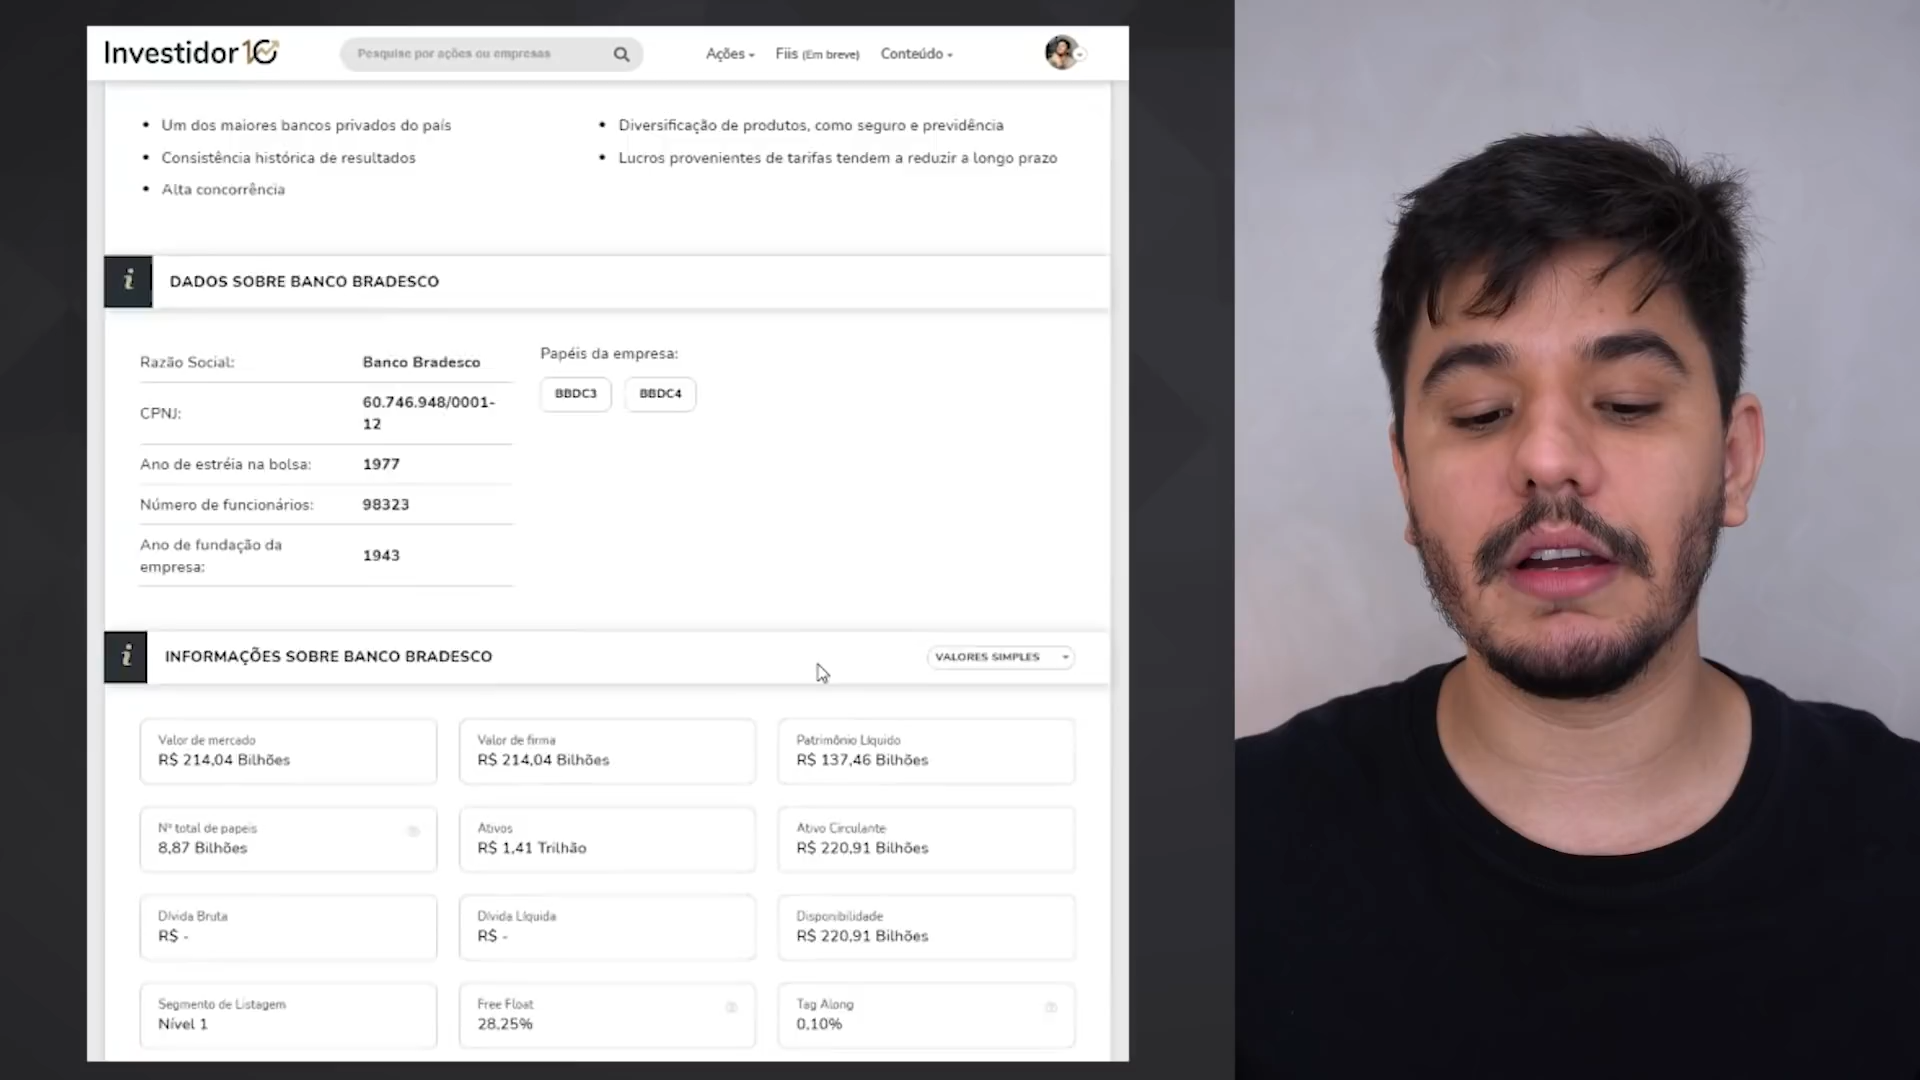 Investidor10
Pesquise por ações ou empresas
Ações
Fiis (Em breve)
Conteúdo
Um dos maiores bancos privados do país
Diversificação de produtos, como seguro e previdência
Consistência histórica de resultados
Lucros provenientes de tarifas tendem a reduzir a longo prazo
Alta concorrência
i
DADOS SOBRE BANCO BRADESCO
Razão Social:
Banco Bradesco
CPNJ:
60.746.948/0001-
12
Ano de estréia na bolsa:
1977
Número de funcionários:
98323
Ano de fundação da
empresa:
1943
Papéis da empresa:
BBDC3
BBDC4
i
INFORMAÇÕES SOBRE BANCO BRADESCO
VALORES SIMPLES
Valor de mercado
R$ 214,04 Bilhões
Valor de firma
R$ 214,04 Bilhões
Patrimônio Líquido
R$ 137,46 Bilhões
Nº total de papeis
8,87 Bilhões
Ativos
R$ 1,41 Trilhão
Ativo Circulante
R$ 220,91 Bilhões
Dívida Bruta
R$ -
Dívida Líquida
R$ -
Disponibilidade
R$ 220,91 Bilhões
Segmento de Listagem
Nível 1
Free Float
28,25%
Tag Along
0,10%